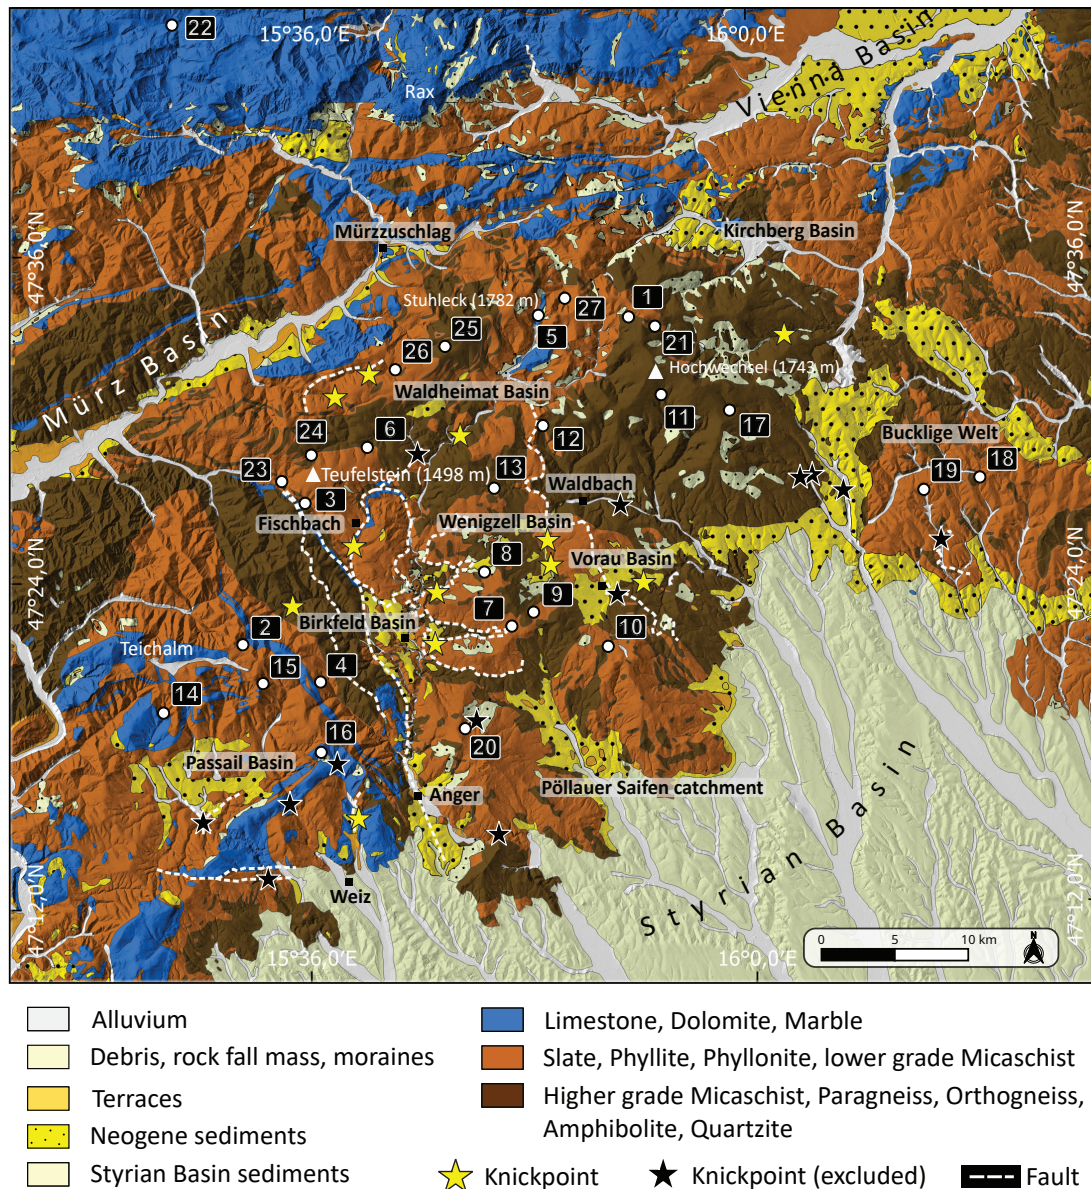 22
15°36,0'E
16°0,0'E
Vienna Basin
Rax
Mürzzuschlag
Kirchberg Basin
47°36,0'N
47°36,0'N
Stuhleck (1782 m)
27
1
5
21
25
26
Hochwechsel (1743 m)
Mürz Basin
Waldheimat Basin
11
17
24
6
12
Bucklige Welt
23
Teufelstein (1498 m)
13
Waldbach
19
18
3
Fischbach
Wenigzell Basin
8
Vorau Basin
47°24,0'N
47°24,0'N
9
7
10
2
Birkfeld Basin
Teichalm
15
4
14
16
20
Passail Basin
Anger
Pöllauer Saifen catchment
Styrian Basin
Weiz
47°12,0'N
47°12,0'N
15°36,0'E
16°0,0'E
0 5 10 km
N
Alluvium
Debris, rock fall mass, moraines
Terraces
Neogene sediments
Styrian Basin sediments
Limestone, Dolomite, Marble
Slate, Phyllite, Phyllonite, lower grade Micaschist
Higher grade Micaschist, Paragneiss, Orthogneiss,
Amphibolite, Quartzite
Knickpoint
Knickpoint (excluded)
Fault